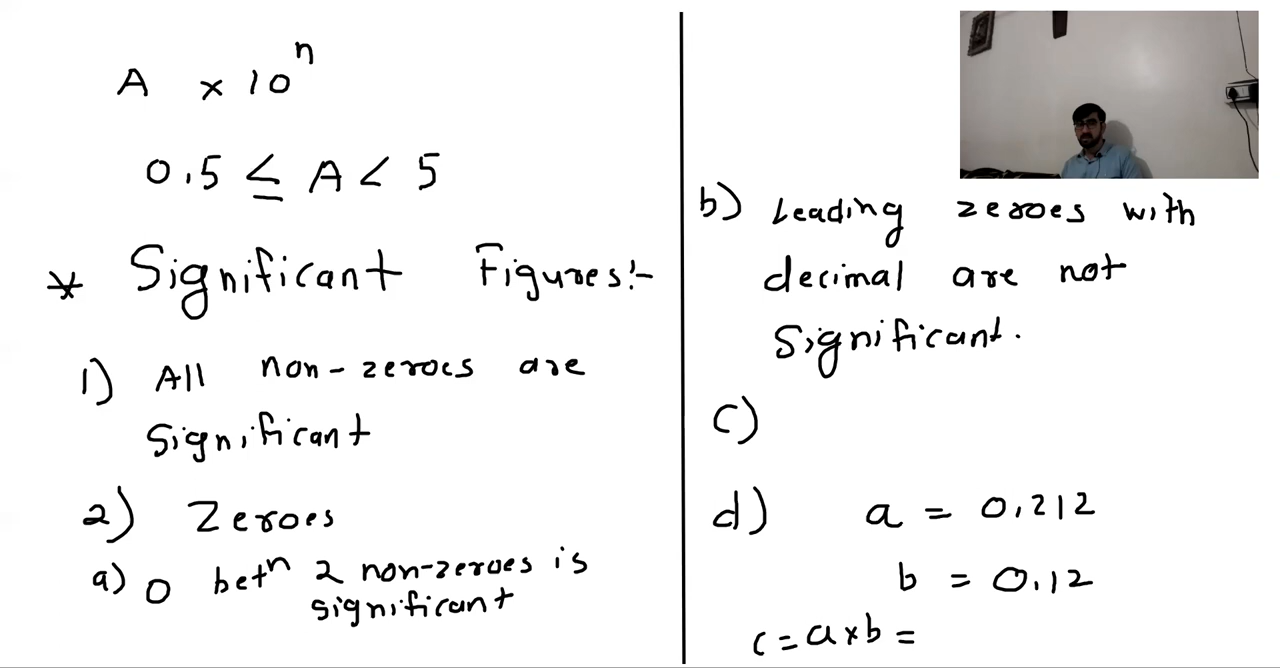 A × 10ⁿ
0.5 ≤ A < 5
* Significant Figures:-
1) All non-zeroes are
significant
2) Zeroes
a) 0 betⁿ 2 non-zeroes is
significant
b) Leading zeroes with
decimal are not
significant.
c)
d) a = 0.212
b = 0.12
c = a × b =